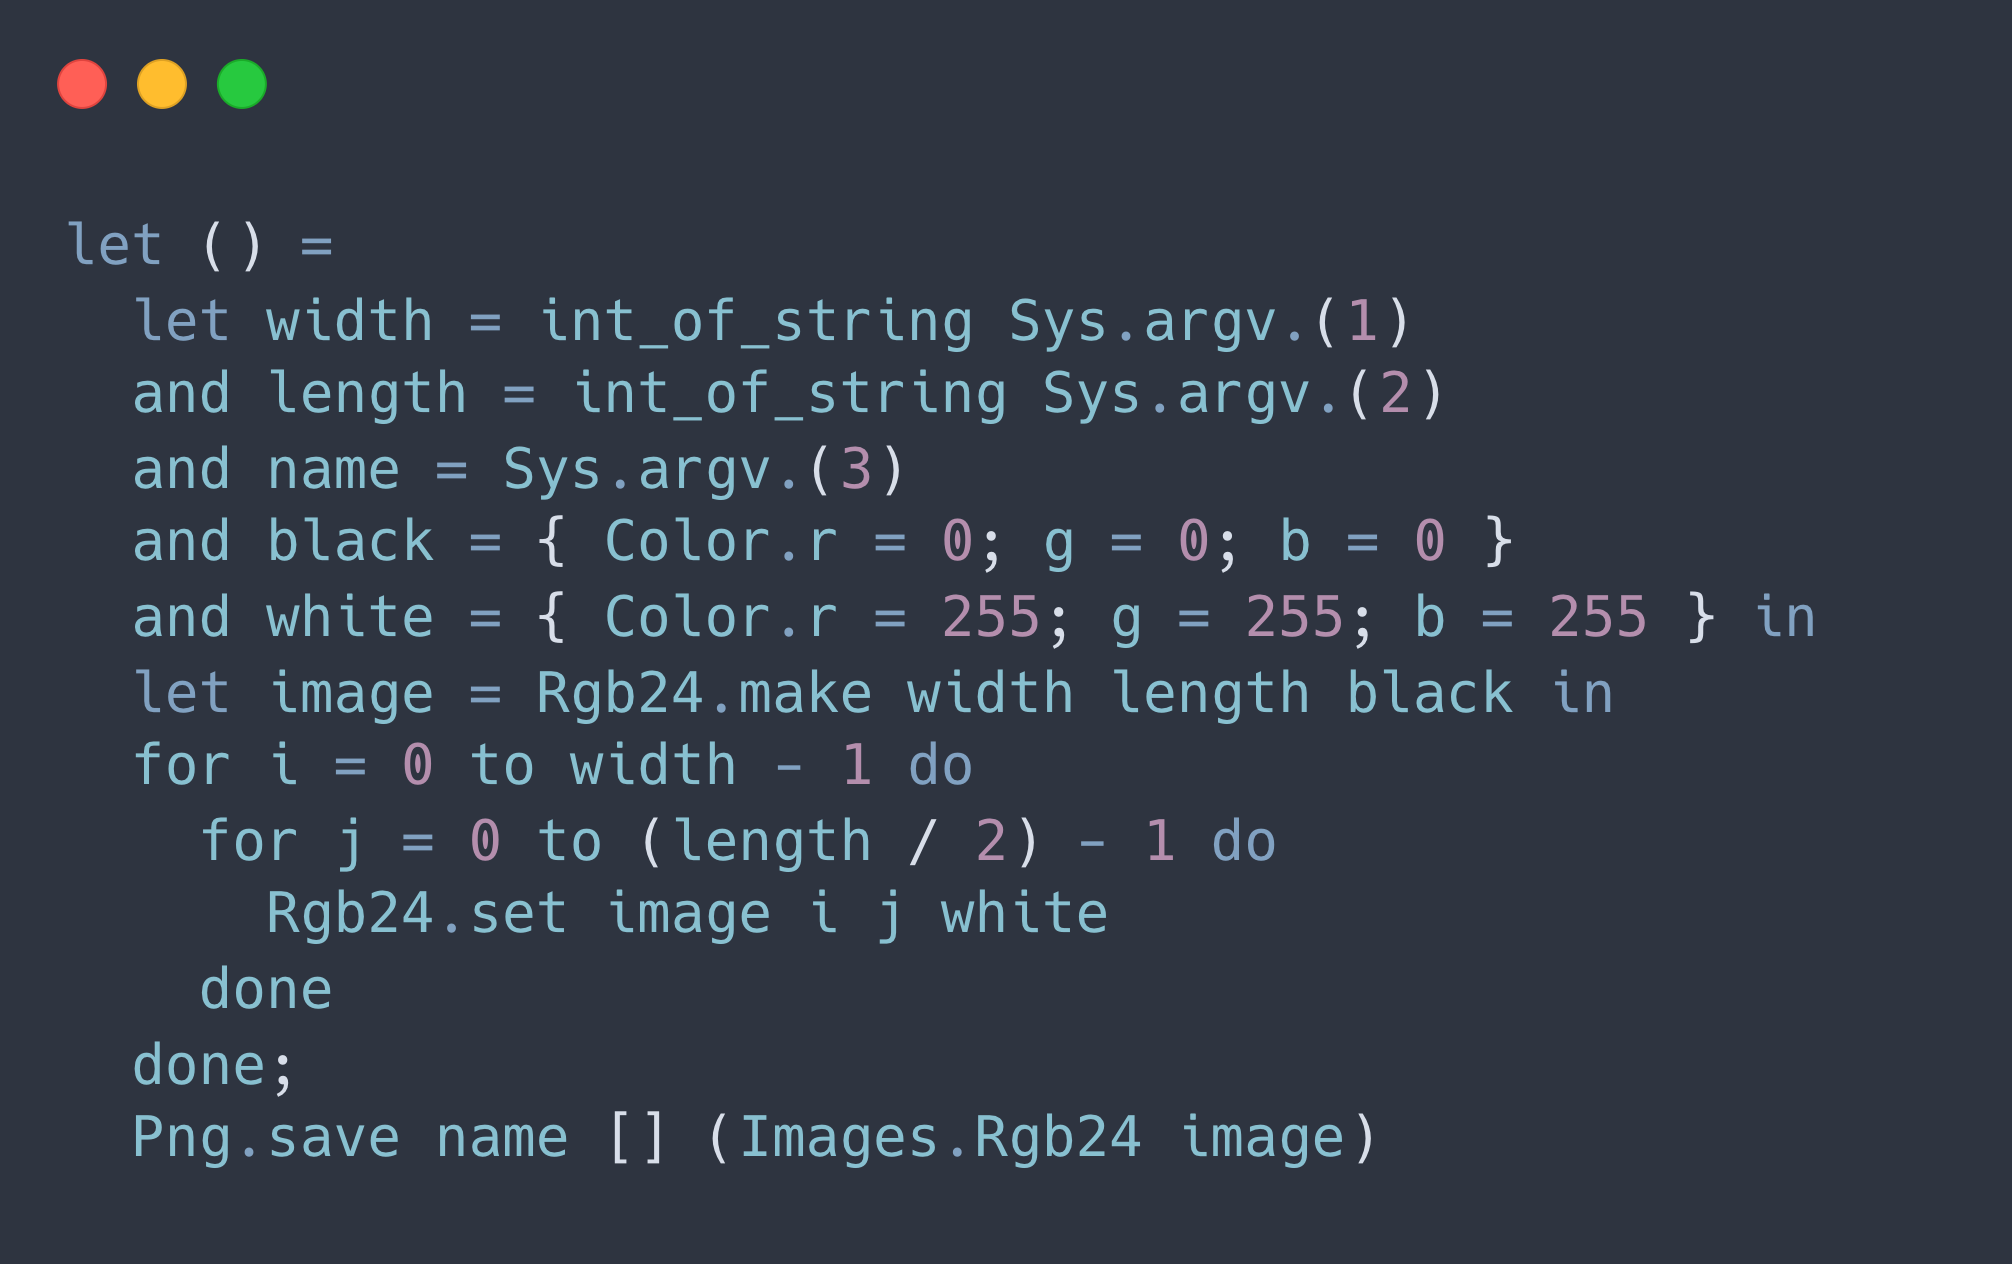 let () =
  let width = int_of_string Sys.argv.(1)
  and length = int_of_string Sys.argv.(2)
  and name = Sys.argv.(3)
  and black = { Color.r = 0; g = 0; b = 0 }
  and white = { Color.r = 255; g = 255; b = 255 } in
  let image = Rgb24.make width length black in
  for i = 0 to width - 1 do
    for j = 0 to (length / 2) - 1 do
      Rgb24.set image i j white
    done
  done;
  Png.save name [] (Images.Rgb24 image)